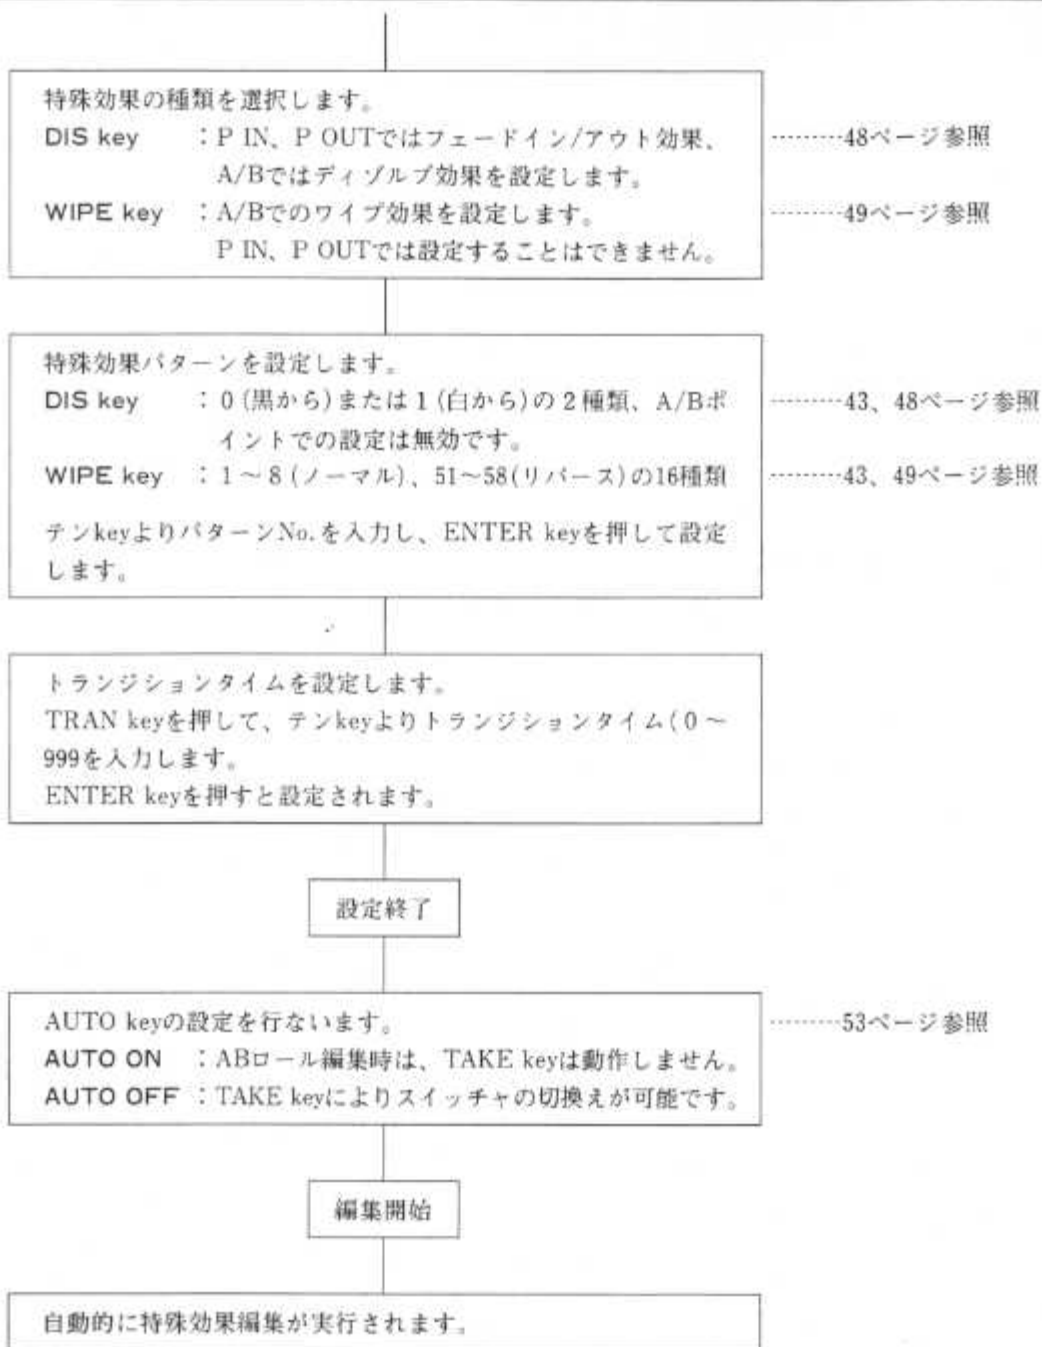 特殊効果の種類を選択します。
DIS key ：P IN、P OUTではフェードイン/アウト効果、 ………48ページ参照
A/Bではディゾルブ効果を設定します。
WIPE key ：A/Bでのワイプ効果を設定します。 ………49ページ参照
P IN、P OUTでは設定することはできません。
特殊効果パターンを設定します。
DIS key ：0(黒から)または1(白から)の2種類、A/Bポ ………43、48ページ参照
イントでの設定は無効です。
WIPE key ：1～8(ノーマル)、51～58(リバース)の16種類 ………43、49ページ参照
テンkeyよりパターンNo.を入力し、ENTER keyを押して設定
します。
トランジションタイムを設定します。
TRAN keyを押して、テンkeyよりトランジションタイム(0～
999を入力します。
ENTER keyを押すと設定されます。
設定終了
AUTO keyの設定を行ないます。 ………53ページ参照
AUTO ON ：ABロール編集時は、TAKE keyは動作しません。
AUTO OFF ：TAKE keyによりスイッチャの切換えが可能です。
編集開始
自動的に特殊効果編集が実行されます。